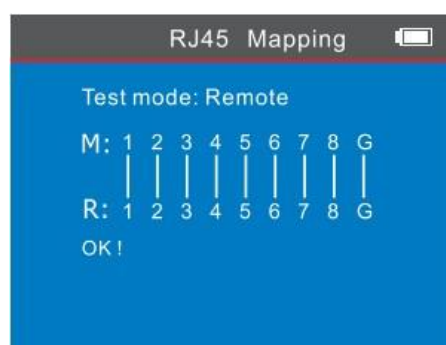 RJ45 Mapping
Test mode: Remote
M: 1 2 3 4 5 6 7 8 G
R: 1 2 3 4 5 6 7 8 G
OK!